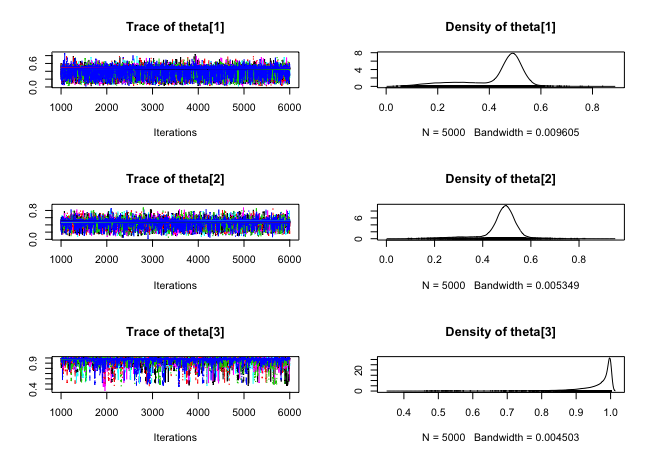 Trace of theta[1]
0.0 0.6
1000 2000 3000 4000 5000 6000
Iterations
Density of theta[1]
0 4 8
0.0 0.2 0.4 0.6 0.8
N = 5000 Bandwidth = 0.009605
Trace of theta[2]
0.0 0.8
1000 2000 3000 4000 5000 6000
Iterations
Density of theta[2]
0 6
0.0 0.2 0.4 0.6 0.8
N = 5000 Bandwidth = 0.005349
Trace of theta[3]
0.4 0.9
1000 2000 3000 4000 5000 6000
Iterations
Density of theta[3]
0 20
0.4 0.5 0.6 0.7 0.8 0.9 1.0
N = 5000 Bandwidth = 0.004503